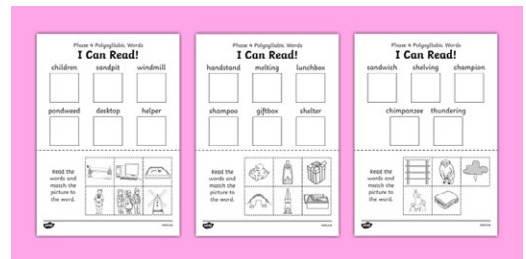 Phase 4 Polysyllabic Words
I Can Read!
children sandpit windmill
pondweed desktop helper
Read the
words and
match the
picture to
the word.
Phase 4 Polysyllabic Words
I Can Read!
handstand melting lunchbox
shampoo giftbox shelter
Read the
words and
match the
picture to
the word.
Phase 4 Polysyllabic Words
I Can Read!
sandwich shelving champion
chimpanzee thundering
Read the
words and
match the
picture to
the word.